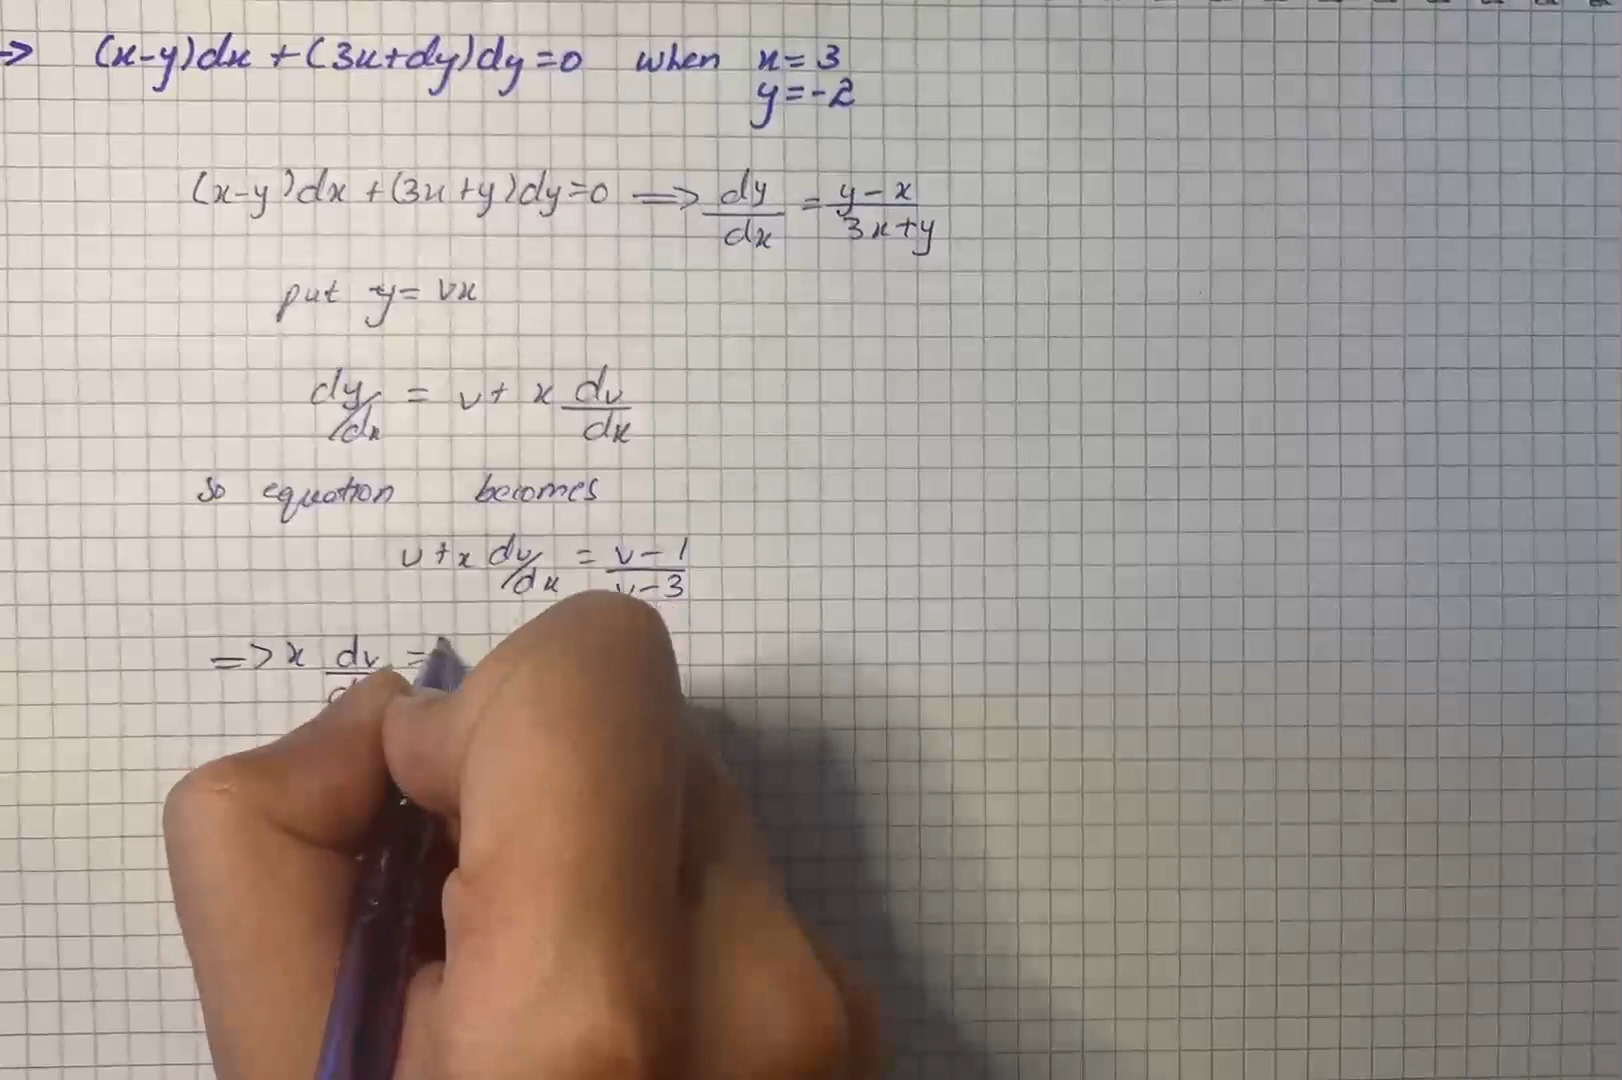 → (x-y)dx + (3x+dy)dy=0 when x=3
y=-2
(x-y)dx + (3x+y)dy=0 => dy/dx = y-x/3x+y
put y= vx
dy/dx = v+ x dv/dx
So equation becomes
v+x dv/dx = v-1/v-3
=> x dv =